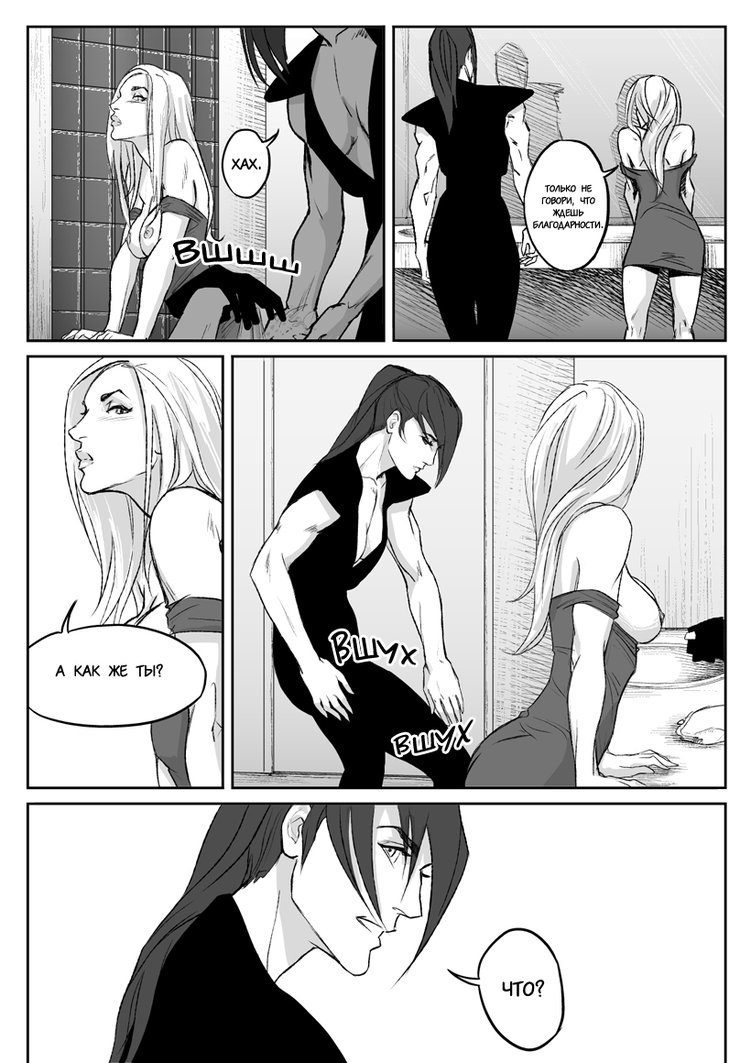 ХАХ.
ВШШШ
ТОЛЬКО НЕ
ГОВОРИ, ЧТО
ЖДЕШЬ
БЛАГОДАРНОСТИ.
А КАК ЖЕ ТЫ?
ВШУХ
ВШУХ
ЧТО?